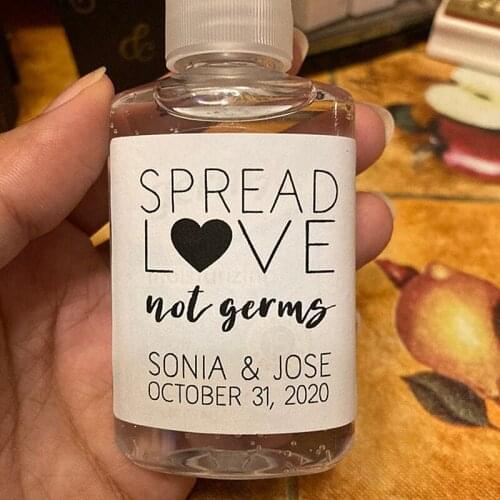 SPREAD
L♥VE
not germs
SONIA & JOSE
OCTOBER 31, 2020